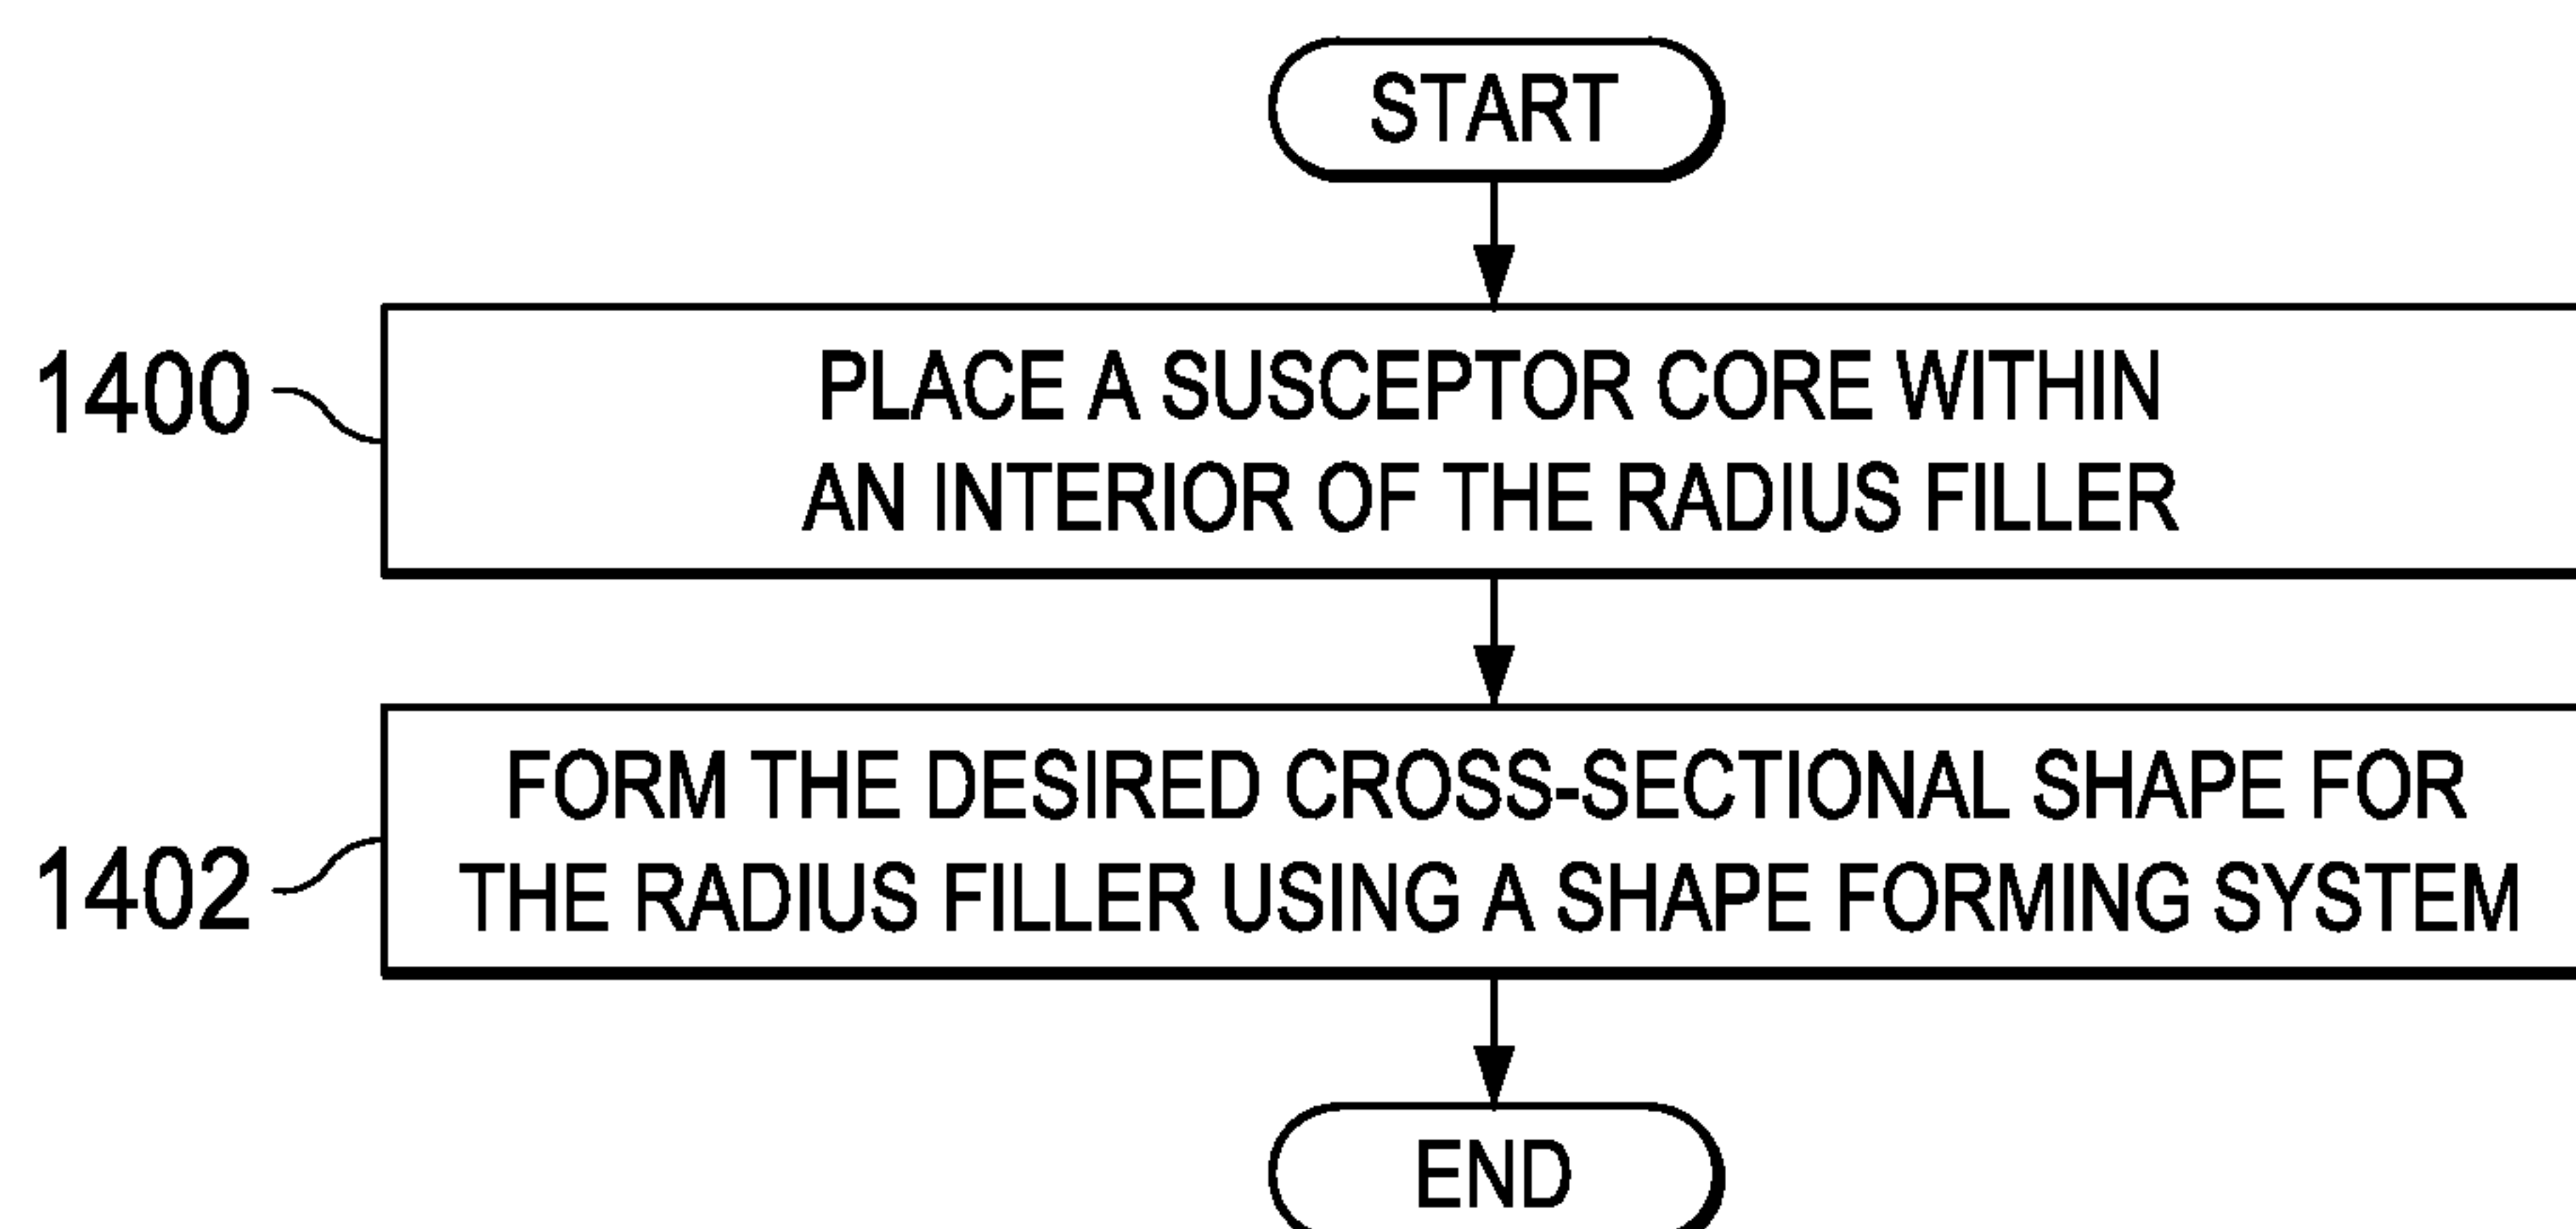 START
1400
PLACE A SUSCEPTOR CORE WITHIN
AN INTERIOR OF THE RADIUS FILLER
1402
FORM THE DESIRED CROSS-SECTIONAL SHAPE FOR
THE RADIUS FILLER USING A SHAPE FORMING SYSTEM
END